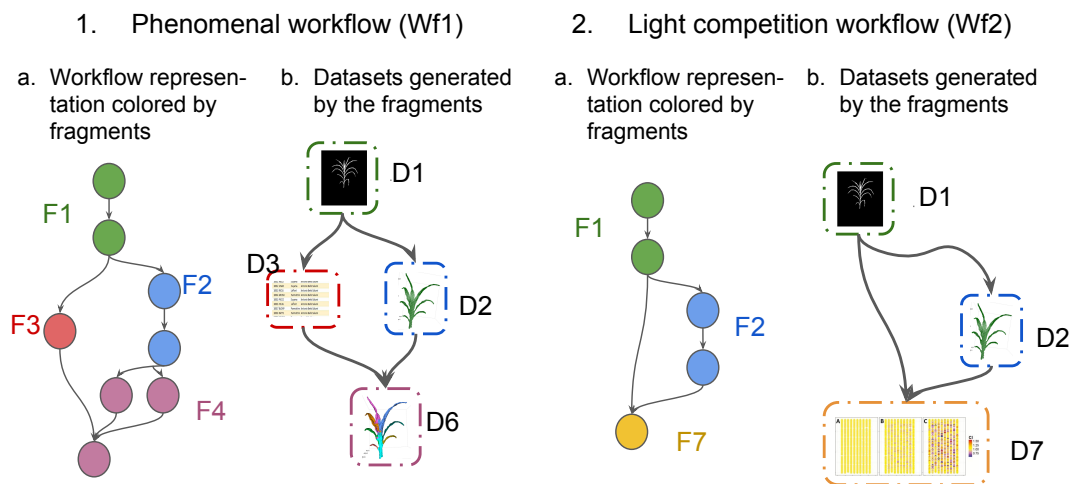 1. Phenomenal workflow (Wf1)
2. Light competition workflow (Wf2)
a. Workflow represen-
tation colored by
fragments
b. Datasets generated
by the fragments
a. Workflow represen-
tation colored by
fragments
b. Datasets generated
by the fragments
F1
F2
F3
F4
D1
D3
D2
D6
F1
F2
F7
D1
D2
A B C
D7